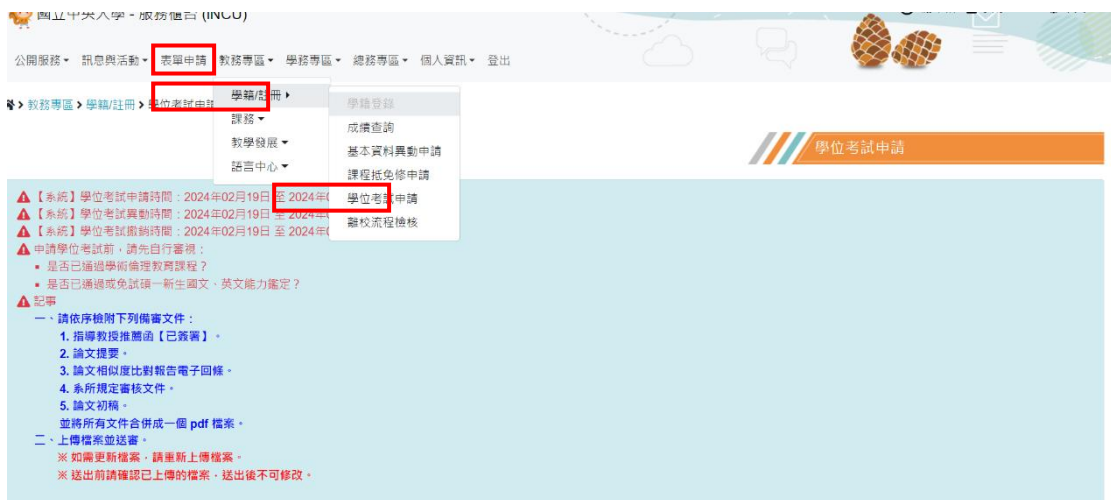 國立中央大學 - 服務櫃台 (INCU)
公開服務 訊息與活動 表單申請 教務專區 學務專區 總務專區 個人資訊 登出
> 教務專區 > 學籍/註冊 > 學位考試申請
學籍/註冊
課務
教學發展
語言中心
學籍登錄
成績查詢
基本資料異動申請
課程抵免修申請
學位考試申請
離校流程檢核
學位考試申請
【系統】學位考試申請時間：2024年02月19日 至 2024年
【系統】學位考試異動時間：2024年02月19日 至 2024年
【系統】學位考試撤銷時間：2024年02月19日 至 2024年
申請學位考試前，請先自行審視：
▪ 是否已通過學術倫理教育課程？
▪ 是否已通過或免試碩一新生國文、英文能力鑑定？
記事
一、請依序檢附下列備審文件：
1. 指導教授推薦函【已簽署】。
2. 論文提要。
3. 論文相似度比對報告電子回條。
4. 系所規定審核文件。
5. 論文初稿。
並將所有文件合併成一個 pdf 檔案。
二、上傳檔案並送審。
※ 如需更新檔案，請重新上傳檔案。
※ 送出前請確認已上傳的檔案，送出後不可修改。